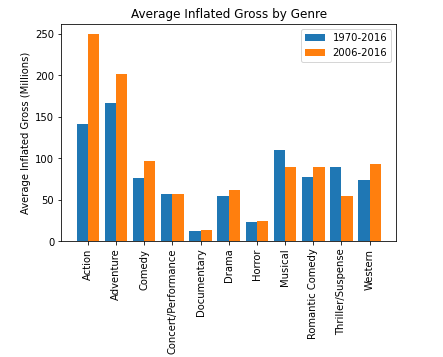 Average Inflated Gross by Genre
1970-2016
2006-2016
Average Inflated Gross (Millions)
250
200
150
100
50
0
Action
Adventure
Comedy
Concert/Performance
Documentary
Drama
Horror
Musical
Romantic Comedy
Thriller/Suspense
Western